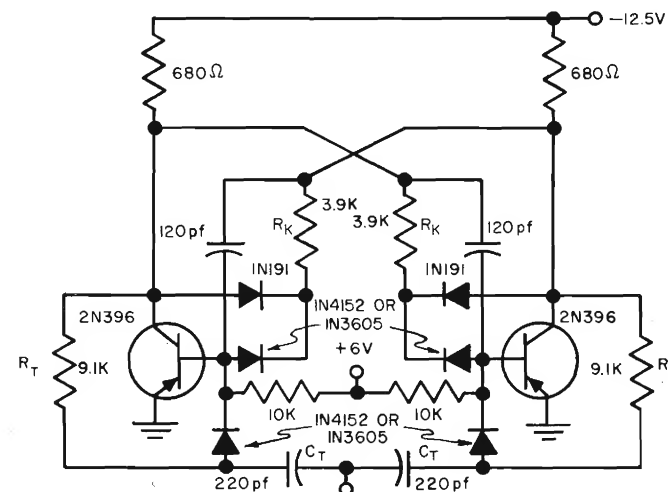 -12.5V
680Ω
680Ω
3.9K
3.9K
RK
RK
120pf
120pf
1N191
1N191
1N4152 OR
1N3605
+6V
2N396
2N396
RT
9.1K
9.1K
R
10K
10K
1N4152 OR
1N3605
CT
CT
220pf
220pf